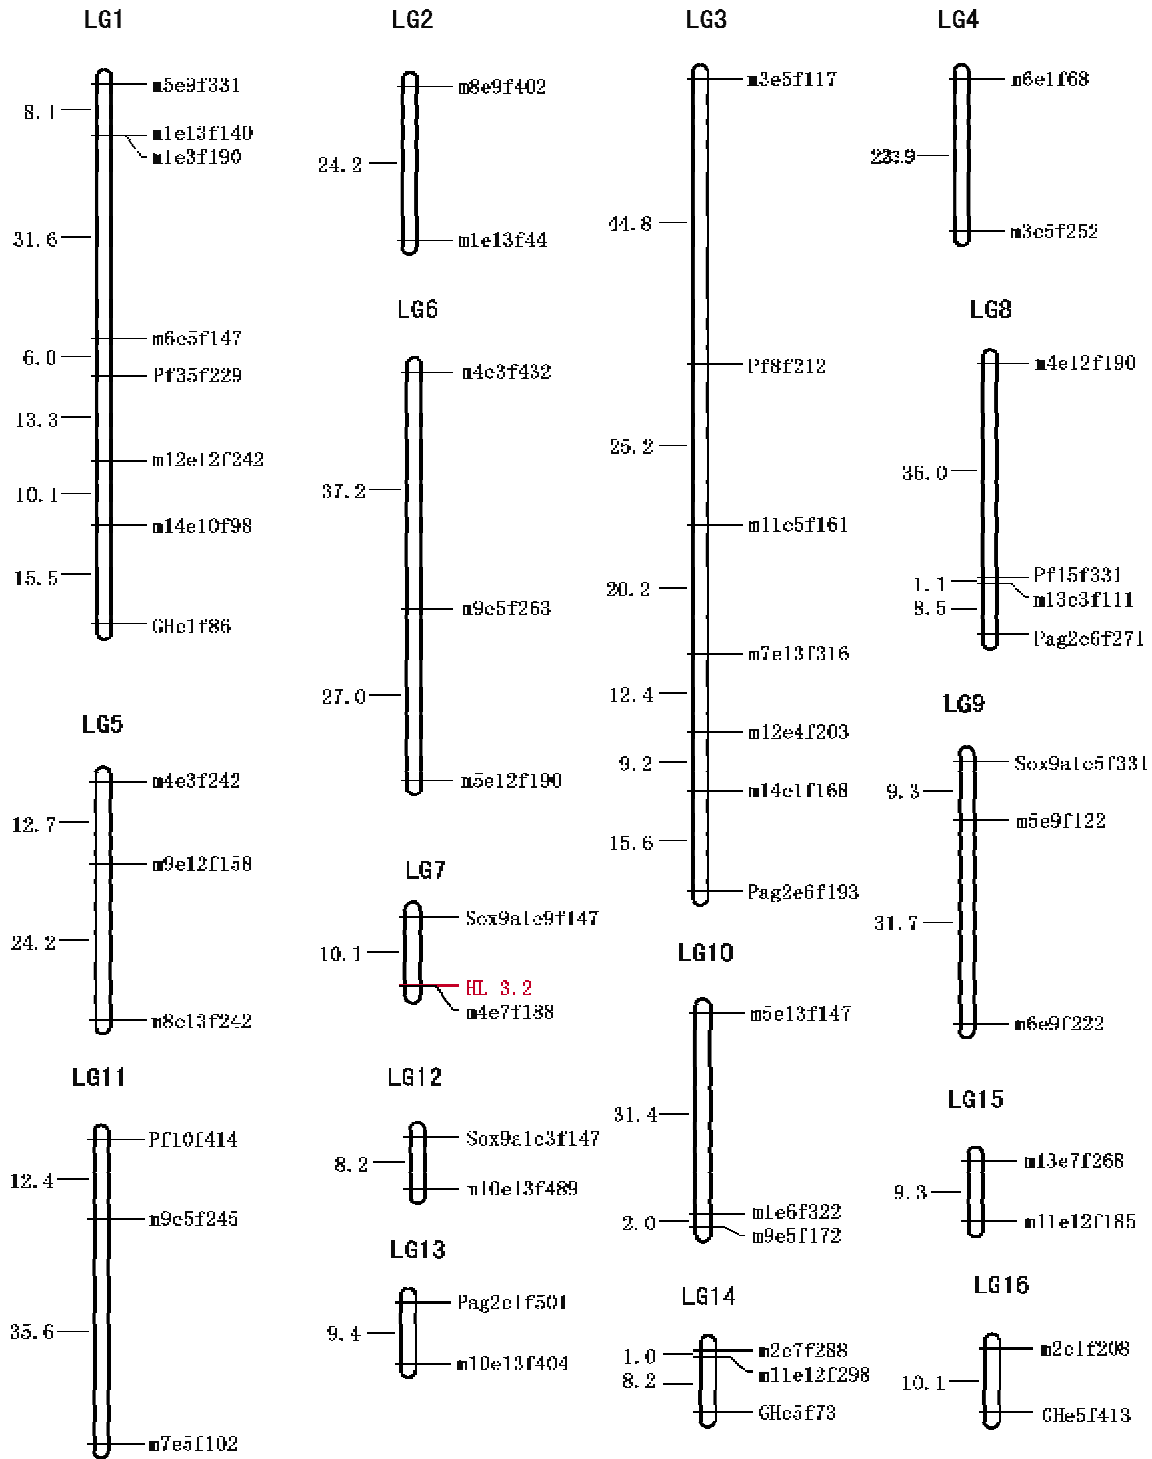 LG1
m5e9f331
8.1
m1e13f140
m1e3f190
31.6
m6e5f147
6.0
Pf35f229
13.3
m12e12f242
10.1
m14e10f98
15.5
GHe1f86
LG2
m8e9f402
24.2
m1e13f44
LG3
m3e5f117
44.8
Pf8f212
25.2
m11e5f161
20.2
m7e13f316
12.4
m12e4f203
9.2
m14e1f168
15.6
Pag2e6f193
LG4
m6e1f68
m3e5f252
LG5
m4e3f242
12.7
m9e12f158
24.2
m8e13f242
LG6
m4e3f432
37.2
m9e5f263
27.0
m5e12f190
LG7
Sox9a1e9f147
10.1
HL 3.2
m4e7f188
LG8
m4e12f190
36.0
Pf15f331
1.1
m13e3f111
8.5
Pag2e6f271
LG9
Sox9a1e5f331
9.3
m5e9f122
31.7
m6e9f222
LG10
m5e13f147
31.4
m1e6f322
2.0
m9e5f172
LG11
Pf10f414
12.4
m9e5f245
35.6
m7e5f102
LG12
Sox9a1e3f147
8.2
m10e13f489
LG13
Pag2e1f501
9.4
m10e13f404
LG14
m2e7f288
1.0
m11e12f298
8.2
GHe5f73
LG15
m13e7f268
9.3
m11e12f185
LG16
m2e1f208
10.1
GHe5f413